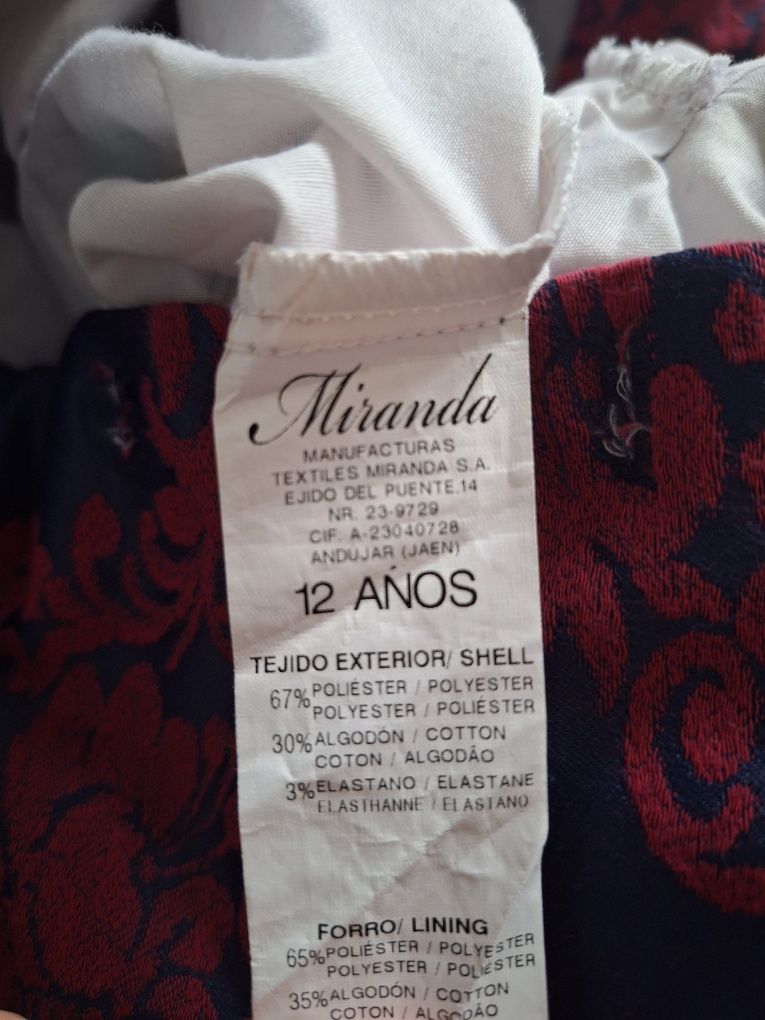 Miranda
MANUFACTURAS
TEXTILES MIRANDA S.A.
EJIDO DEL PUENTE,14
NR. 23-9729
CIF. A-23040728
ANDUJAR (JAEN)
12 AÑOS
TEJIDO EXTERIOR/ SHELL
67% POLIÉSTER / POLYESTER
POLYESTER / POLIÉSTER
30% ALGODÓN / COTTON
COTON / ALGODÃO
3% ELASTANO / ELASTANE
ELASTHANNE / ELASTANO
FORRO/ LINING
65% POLIÉSTER / POLYESTER
POLYESTER / POLIÉSTER
35% ALGODÓN / COTTON
COTON / ALGODÃO